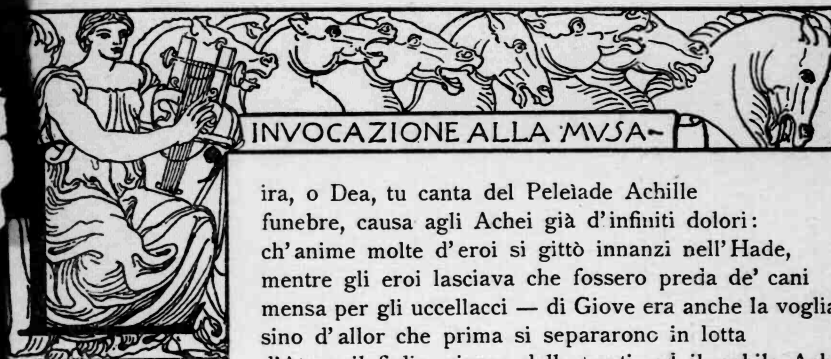 INVOCAZIONE ALLA MVSA
L ira, o Dea, tu canta del Peleìade Achille
funebre, causa agli Achei già d'infiniti dolori:
ch'anime molte d'eroi si gittò innanzi nell'Hade,
mentre gli eroi lasciava che fossero preda de' cani
mensa per gli uccellacci — di Giove era anche la voglia
sino d'allor che prima si separarono in lotta